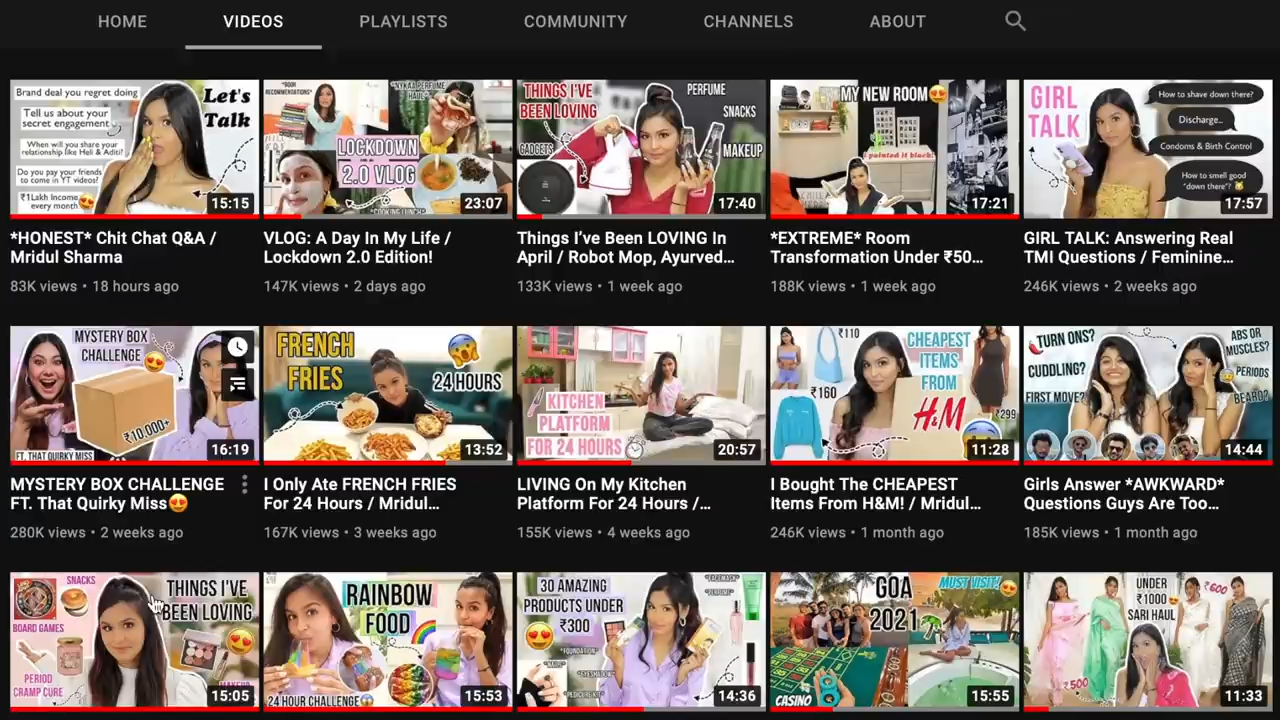 HOME VIDEOS PLAYLISTS COMMUNITY CHANNELS ABOUT
Brand deal you regret doing
Tell us about your
secret engagement
When will you share your
relationship like Heli & Aditi?
Do you pay your friends
to come in YT videos?
₹1Lakh Income
every month
Let's
Talk
15:15
*HONEST* Chit Chat Q&A /
Mridul Sharma
83K views • 18 hours ago
LOCKDOWN
2.0 VLOG
*COOKING LUNCH*
23:07
VLOG: A Day In My Life /
Lockdown 2.0 Edition!
147K views • 2 days ago
THINGS I'VE
BEEN LOVING
GADGETS
PERFUME
SNACKS
MAKEUP
17:40
Things I've Been LOVING In
April / Robot Mop, Ayurved...
133K views • 1 week ago
MY NEW ROOM😍
I painted it black!
17:21
*EXTREME* Room
Transformation Under ₹50...
188K views • 1 week ago
GIRL
TALK
How to shave down there?
Discharge..
Condoms & Birth Control
How to smell good
"down there"?
17:57
GIRL TALK: Answering Real
TMI Questions / Feminine...
246K views • 2 weeks ago
MYSTERY BOX
CHALLENGE
₹10,000+
FT. THAT QUIRKY MISS
16:19
MYSTERY BOX CHALLENGE
FT. That Quirky Miss😍
280K views • 2 weeks ago
FRENCH
FRIES
24 HOURS
13:52
I Only Ate FRENCH FRIES
For 24 Hours / Mridul...
167K views • 3 weeks ago
KITCHEN
PLATFORM
FOR 24 HOURS
20:57
LIVING On My Kitchen
Platform For 24 Hours /...
155K views • 4 weeks ago
₹110
₹160
CHEAPEST
ITEMS
FROM
H&M
₹299
11:28
I Bought The CHEAPEST
Items From H&M! / Mridul...
246K views • 1 month ago
TURN ONS?
CUDDLING?
FIRST MOVE?
ABS OR
MUSCLES?
PERIODS
BEARD?
14:44
Girls Answer *AWKWARD*
Questions Guys Are Too...
185K views • 1 month ago
SNACKS
BOARD GAMES
PERIOD
CRAMP CURE
THINGS I'VE
BEEN LOVING
15:05
RAINBOW
FOOD
24 HOUR CHALLENGE
15:53
30 AMAZING
PRODUCTS UNDER
₹300
*FOUNDATION*
14:36
GOA
2021
MUST VISIT!
CASINO
15:55
UNDER
₹1000
SARI HAUL
₹600
₹500
11:33